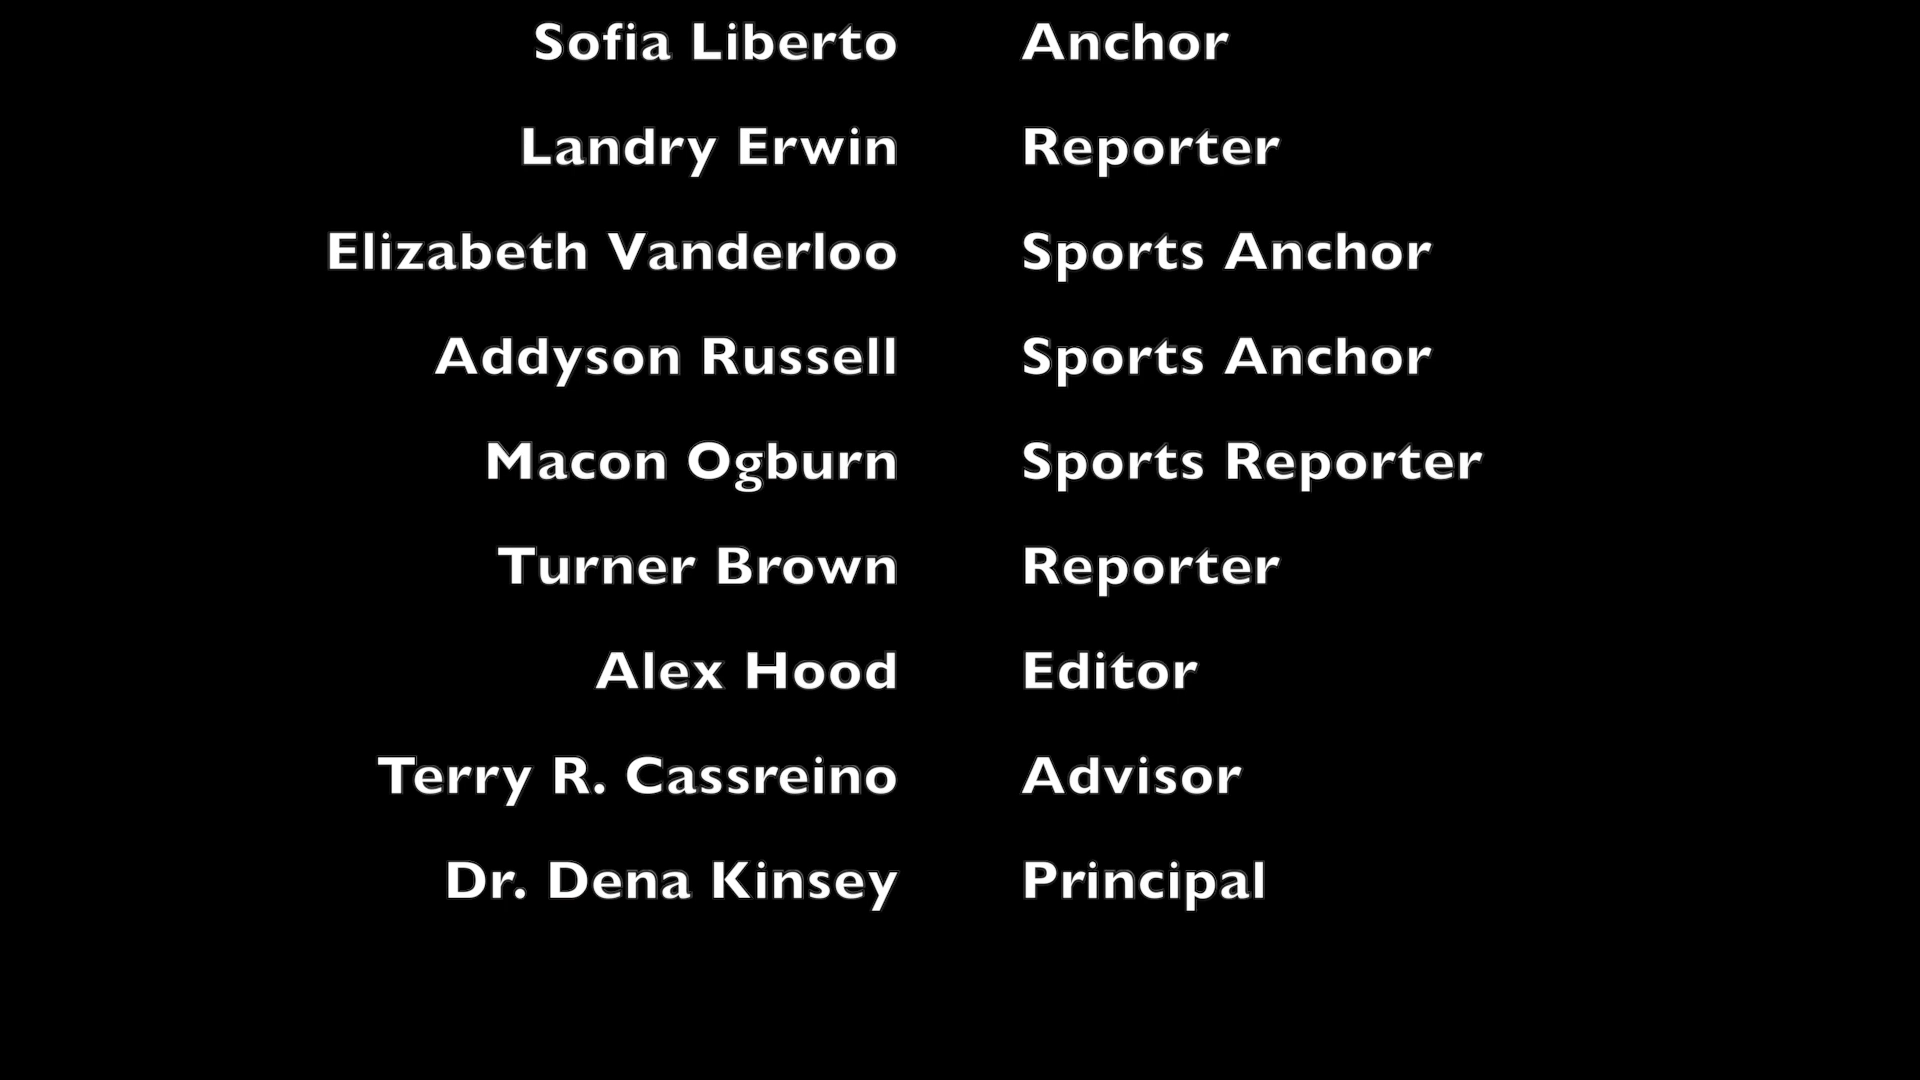 Sofia Liberto Anchor
Landry Erwin Reporter
Elizabeth Vanderloo Sports Anchor
Addyson Russell Sports Anchor
Macon Ogburn Sports Reporter
Turner Brown Reporter
Alex Hood Editor
Terry R. Cassreino Advisor
Dr. Dena Kinsey Principal